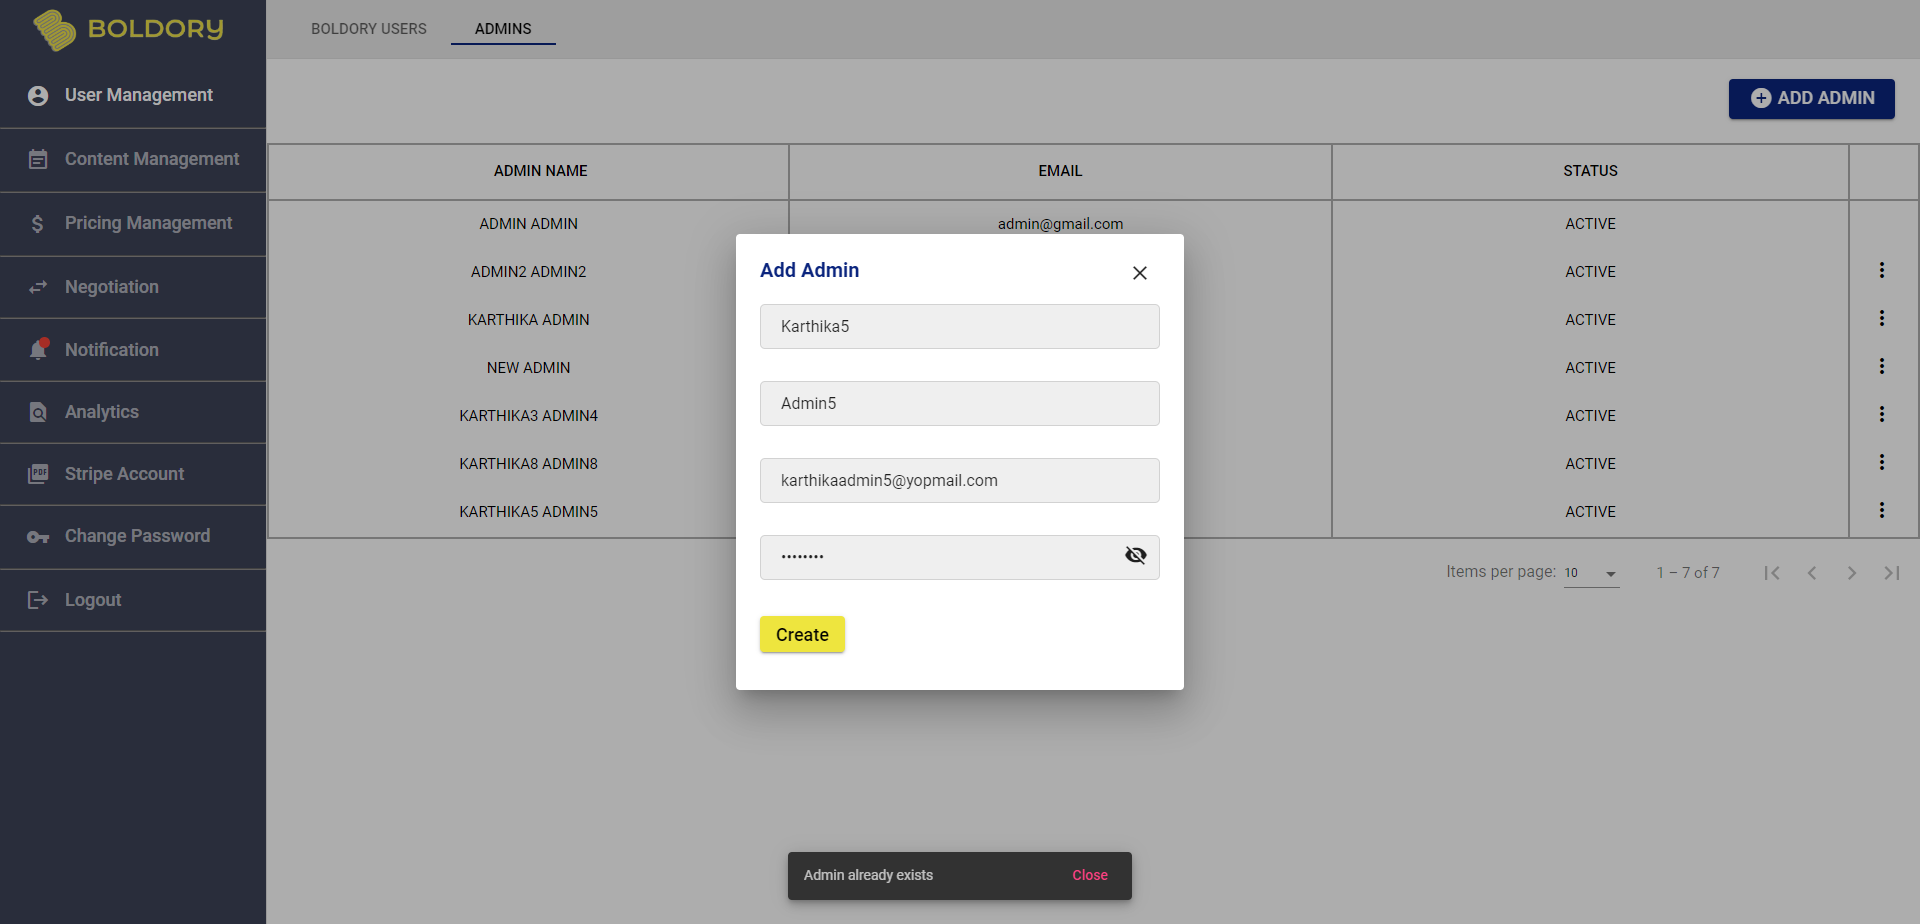 BOLDORY
User Management
Content Management
Pricing Management
Negotiation
Notification
Analytics
PDF
Stripe Account
Change Password
Logout
BOLDORY USERS ADMINS
ADD ADMIN
ADMIN NAME EMAIL STATUS
ADMIN ADMIN admin@gmail.com ACTIVE
ADMIN2 ADMIN2 ACTIVE
KARTHIKA ADMIN ACTIVE
NEW ADMIN ACTIVE
KARTHIKA3 ADMIN4 ACTIVE
KARTHIKA8 ADMIN8 ACTIVE
KARTHIKA5 ADMIN5 ACTIVE
Items per page: 10 1 – 7 of 7
Add Admin
Karthika5
Admin5
karthikaadmin5@yopmail.com
••••••••
Create
Admin already exists Close